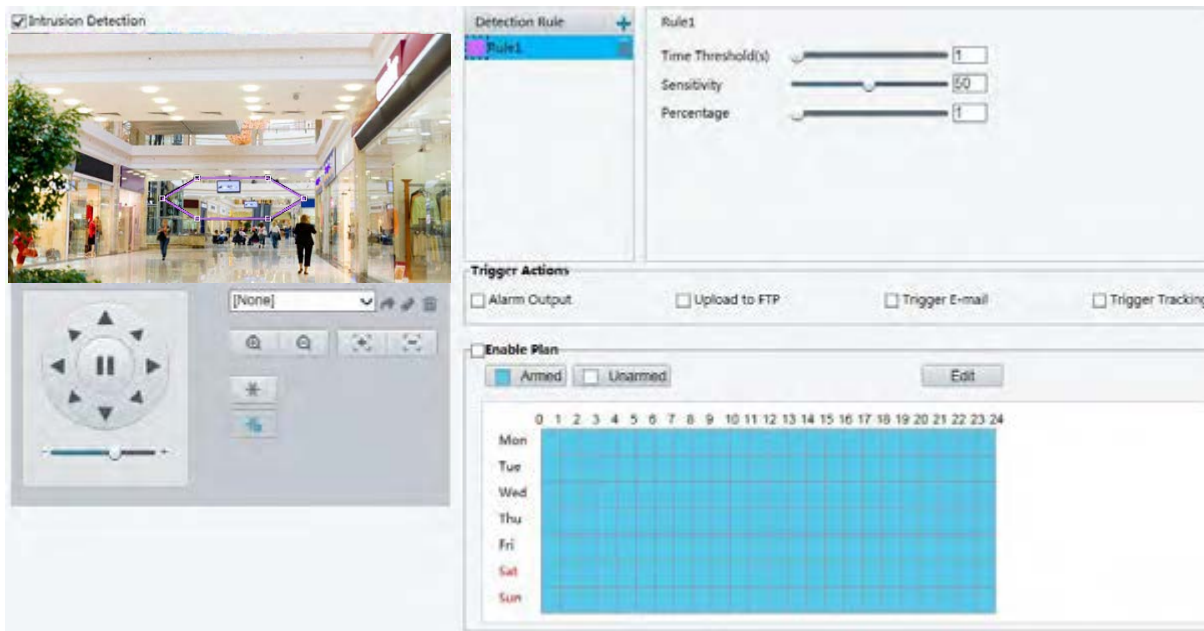 Intrusion Detection
Detection Rule
Rule1
Rule1
Time Threshold(s) 1
Sensitivity 50
Percentage 1
[None]
Trigger Actions
Alarm Output Upload to FTP Trigger E-mail Trigger Tracking
Enable Plan
Armed Unarmed Edit
0 1 2 3 4 5 6 7 8 9 10 11 12 13 14 15 16 17 18 19 20 21 22 23 24
Mon
Tue
Wed
Thu
Fri
Sat
Sun